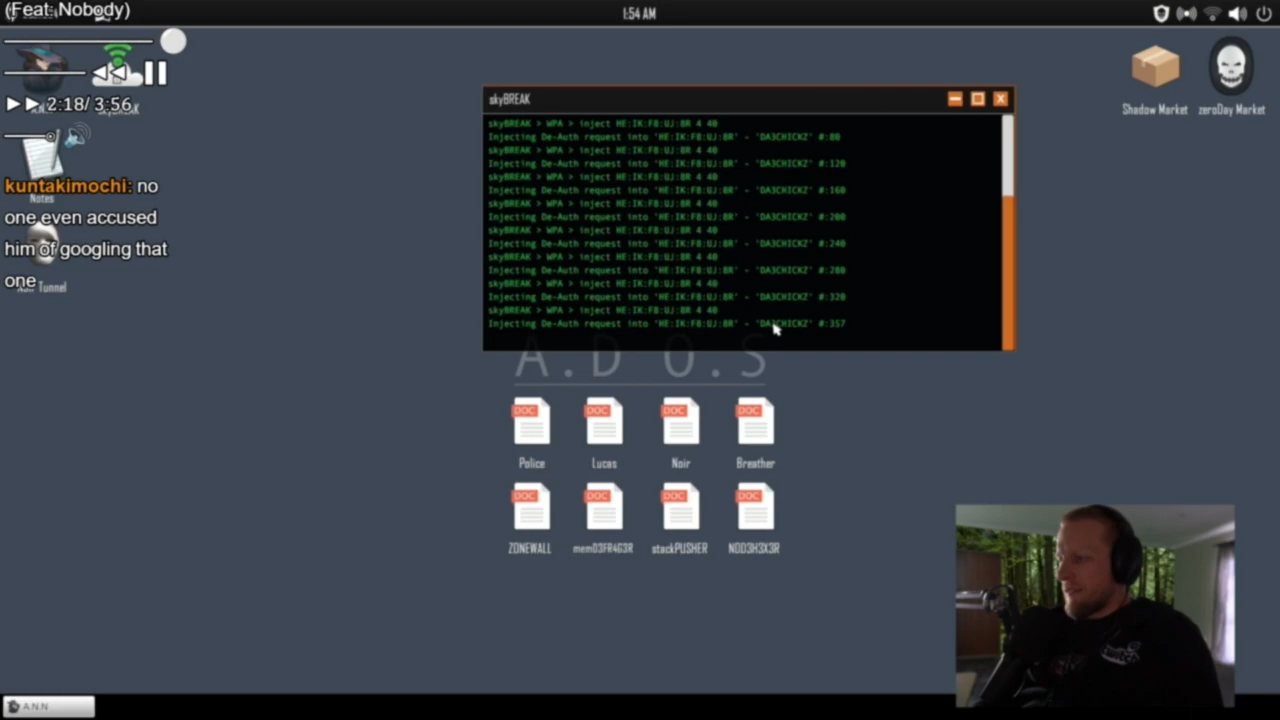 (Feat. Nobody)
1:54 AM
2:18/ 3:56
Notes
kuntakimochi: no
one even accused
him of googling that
one
Tunnel
Shadow Market
zeroDay Market
skyBREAK
skyBREAK > WPA > inject HE:IK:F8:UJ:8R 4 40
Injecting De-Auth request into 'HE:IK:F8:UJ:8R' - 'DA3CHICKZ' #:80
skyBREAK > WPA > inject HE:IK:F8:UJ:8R 4 40
Injecting De-Auth request into 'HE:IK:F8:UJ:8R' - 'DA3CHICKZ' #:120
skyBREAK > WPA > inject HE:IK:F8:UJ:8R 4 40
Injecting De-Auth request into 'HE:IK:F8:UJ:8R' - 'DA3CHICKZ' #:160
skyBREAK > WPA > inject HE:IK:F8:UJ:8R 4 40
Injecting De-Auth request into 'HE:IK:F8:UJ:8R' - 'DA3CHICKZ' #:200
skyBREAK > WPA > inject HE:IK:F8:UJ:8R 4 40
Injecting De-Auth request into 'HE:IK:F8:UJ:8R' - 'DA3CHICKZ' #:240
skyBREAK > WPA > inject HE:IK:F8:UJ:8R 4 40
Injecting De-Auth request into 'HE:IK:F8:UJ:8R' - 'DA3CHICKZ' #:280
skyBREAK > WPA > inject HE:IK:F8:UJ:8R 4 40
Injecting De-Auth request into 'HE:IK:F8:UJ:8R' - 'DA3CHICKZ' #:320
skyBREAK > WPA > inject HE:IK:F8:UJ:8R 4 40
Injecting De-Auth request into 'HE:IK:F8:UJ:8R' - 'DA3CHICKZ' #:357
A.D O.S
DOC DOC DOC DOC
Police Lucas Noir Breather
DOC DOC DOC DOC
ZONEWALL memD3FR4G3R stackPUSHER NOD3H3X3R
A.N.N